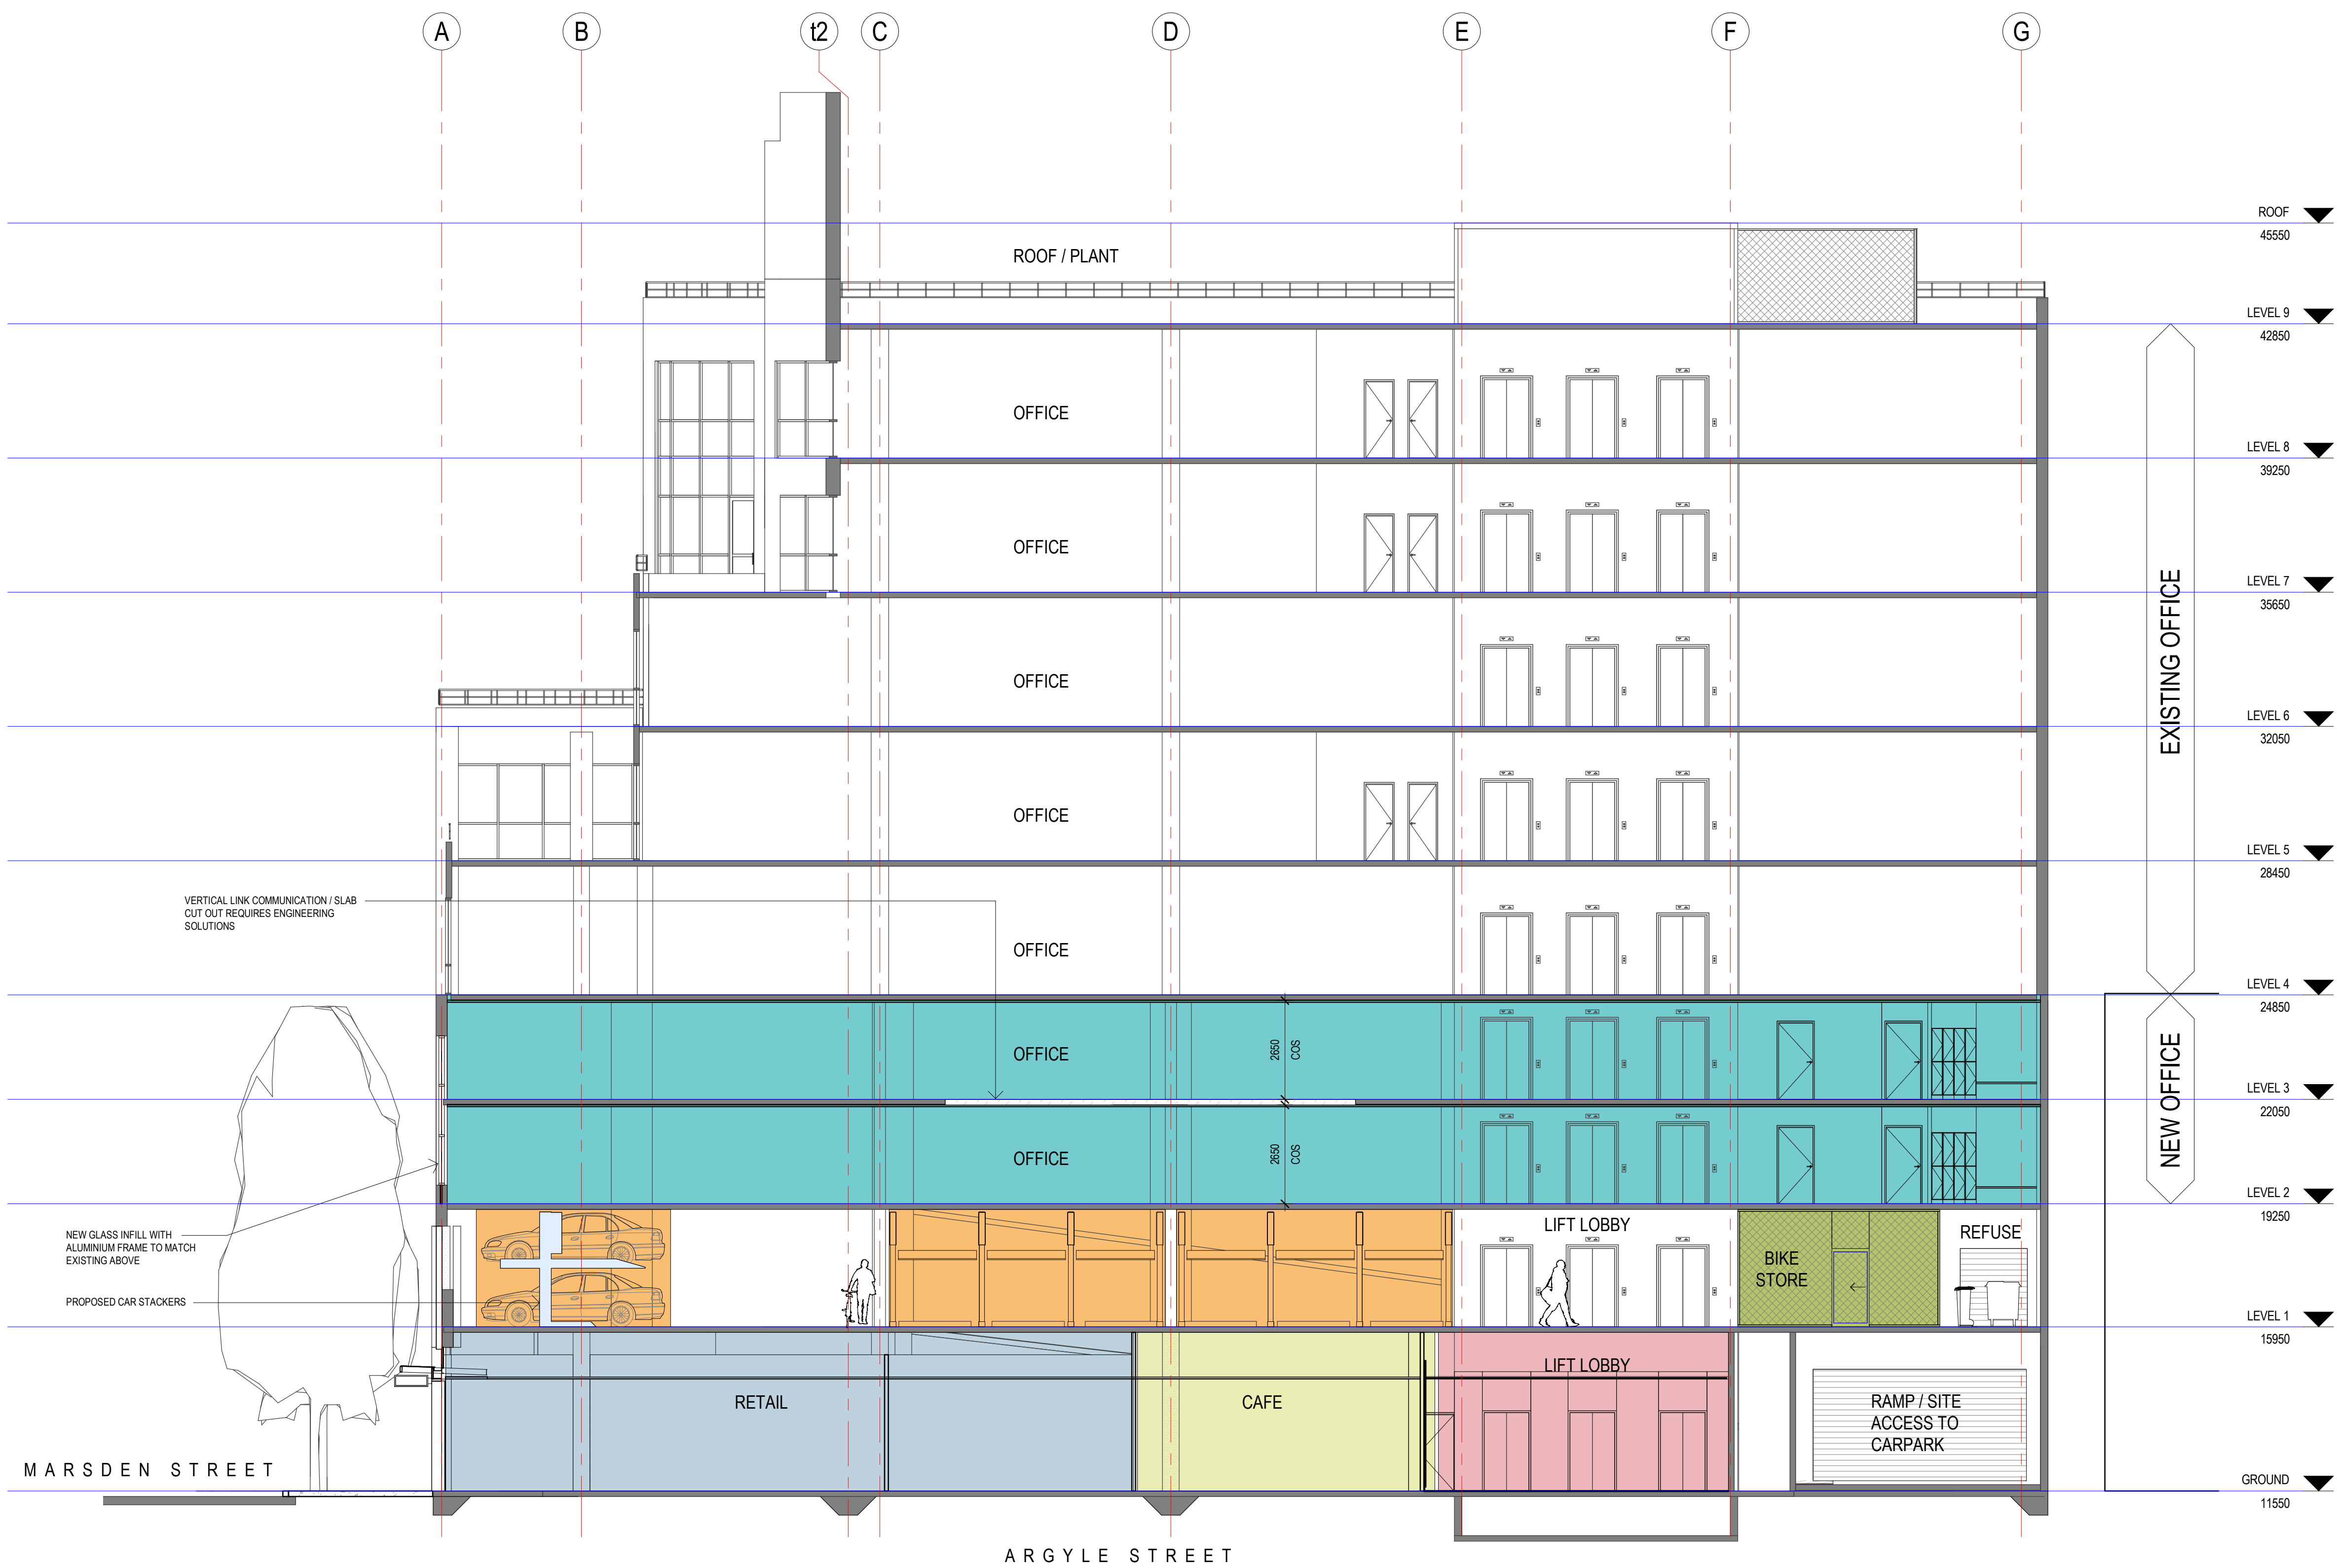 A B t2 C D E F G
ROOF
45550
ROOF / PLANT
LEVEL 9
42850
OFFICE
LEVEL 8
39250
OFFICE
LEVEL 7
35650
EXISTING OFFICE
OFFICE
LEVEL 6
32050
OFFICE
LEVEL 5
28450
VERTICAL LINK COMMUNICATION / SLAB
CUT OUT REQUIRES ENGINEERING
SOLUTIONS
OFFICE
LEVEL 4
24850
OFFICE
2650
COS
NEW OFFICE
LEVEL 3
22050
OFFICE
2650
COS
LEVEL 2
19250
NEW GLASS INFILL WITH
ALUMINIUM FRAME TO MATCH
EXISTING ABOVE
PROPOSED CAR STACKERS
LIFT LOBBY
BIKE
STORE
REFUSE
LEVEL 1
15950
RETAIL
CAFE
LIFT LOBBY
RAMP / SITE
ACCESS TO
CARPARK
MARSDEN STREET
GROUND
11550
ARGYLE STREET